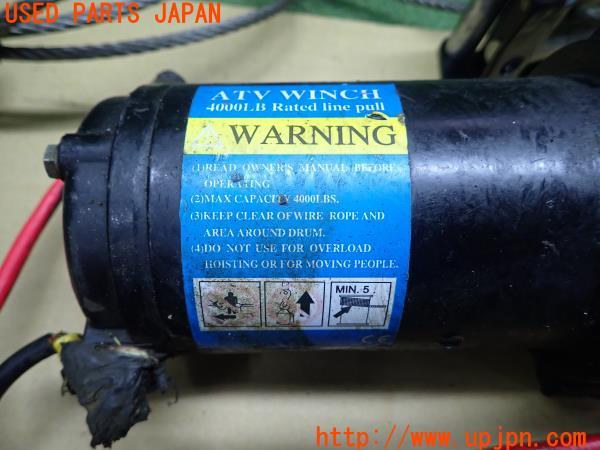 USED PARTS JAPAN
ATV WINCH
4000LB Rated line pull
WARNING
(1)READ OWNER'S MANUAL BEFORE
OPERATING
(2)MAX CAPACITY 4000LBS.
(3)KEEP CLEAR OF WIRE ROPE AND
AREA AROUND DRUM.
(4)DO NOT USE FOR OVERLOAD
HOISTING OR FOR MOVING PEOPLE.
MIN. 5
CE
http://www.upjpn.com/